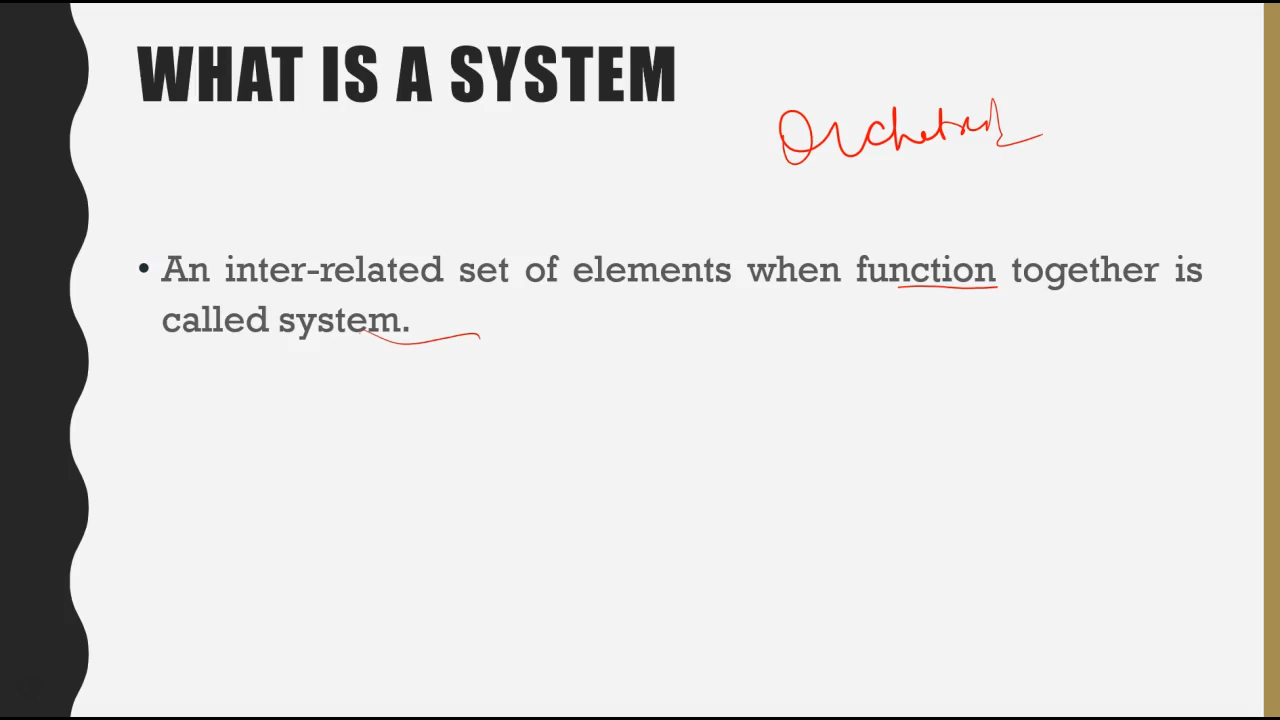 WHAT IS A SYSTEM
• An inter-related set of elements when function together is
called system.